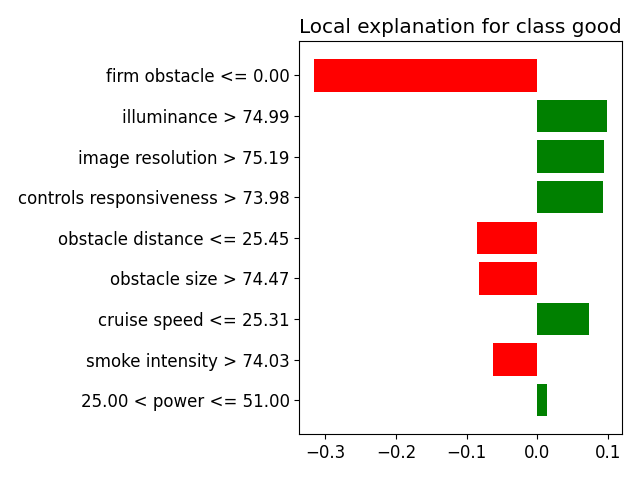 Local explanation for class good
firm obstacle <= 0.00
illuminance > 74.99
image resolution > 75.19
controls responsiveness > 73.98
obstacle distance <= 25.45
obstacle size > 74.47
cruise speed <= 25.31
smoke intensity > 74.03
25.00 < power <= 51.00
−0.3 −0.2 −0.1 0.0 0.1